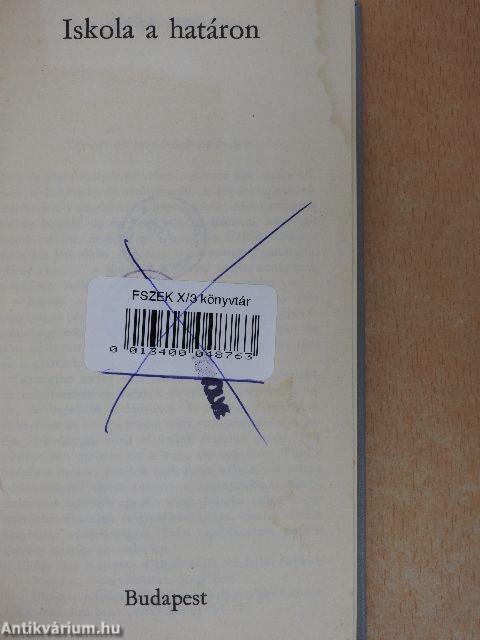 Iskola a határon
FSZEK X/3 könyvtár
0 013400 048763
Budapest
Antikvárium.hu